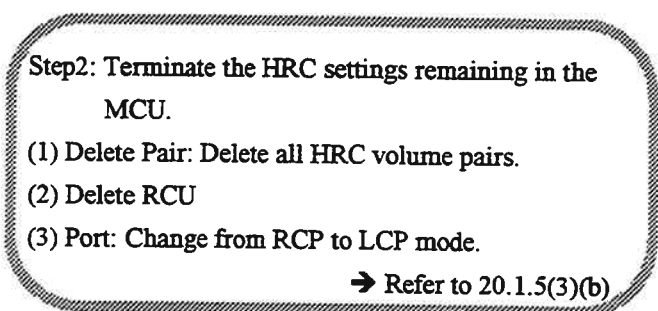 Step2: Terminate the HRC settings remaining in the
MCU.
(1) Delete Pair: Delete all HRC volume pairs.
(2) Delete RCU
(3) Port: Change from RCP to LCP mode.
➔ Refer to 20.1.5(3)(b)